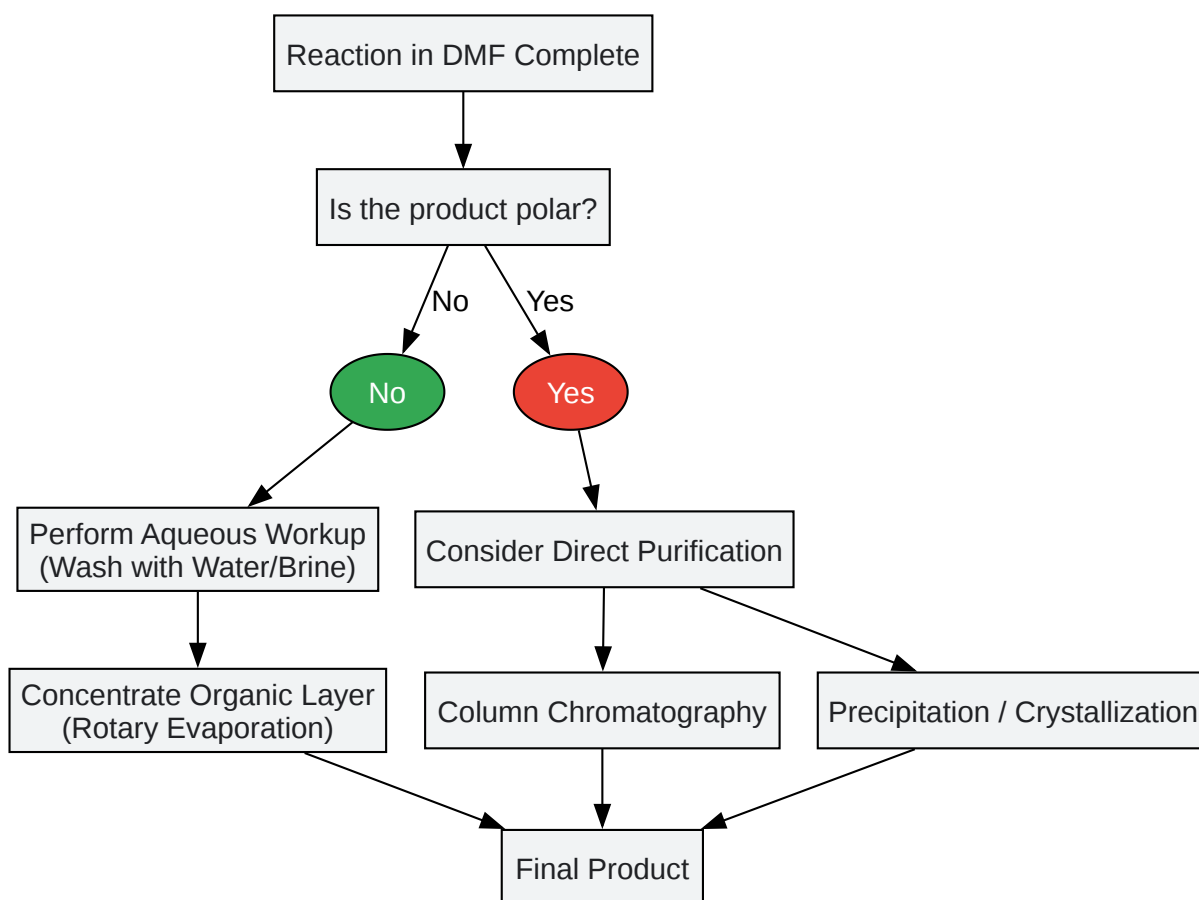 Reaction in DMF Complete
Is the product polar?
No
Yes
No
Yes
Perform Aqueous Workup
(Wash with Water/Brine)
Consider Direct Purification
Concentrate Organic Layer
(Rotary Evaporation)
Column Chromatography
Precipitation / Crystallization
Final Product